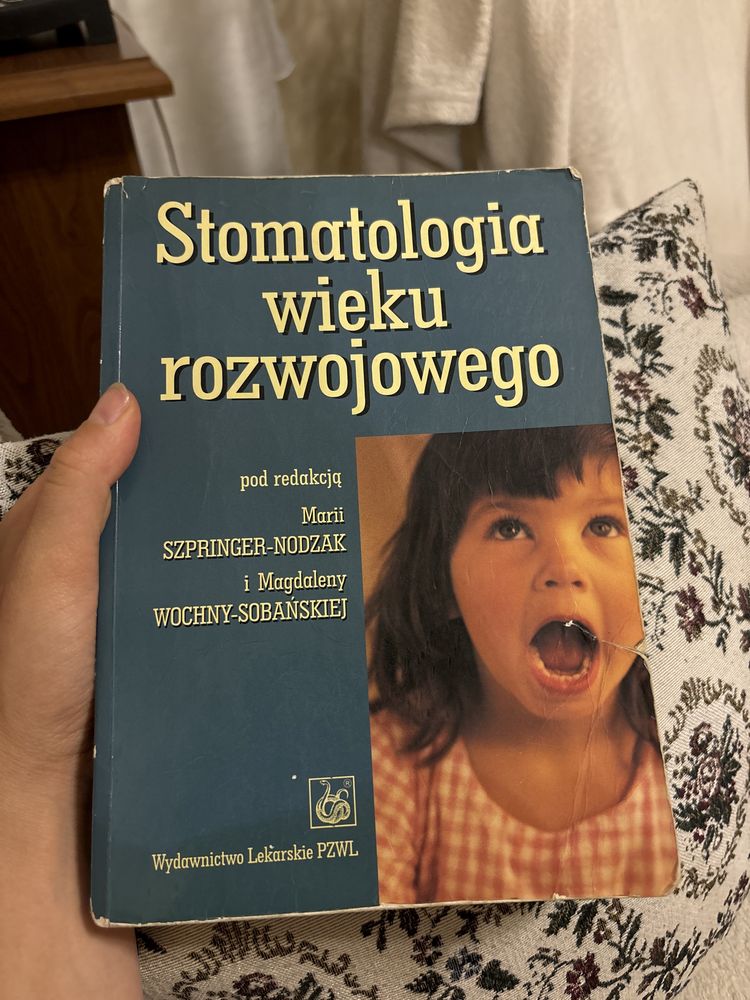 Stomatologia
wieku
rozwojowego
pod redakcją
Marii
SZPRINGER-NODZAK
i Magdaleny
WOCHNY-SOBAŃSKIEJ
®
Wydawnictwo Lekarskie PZWL